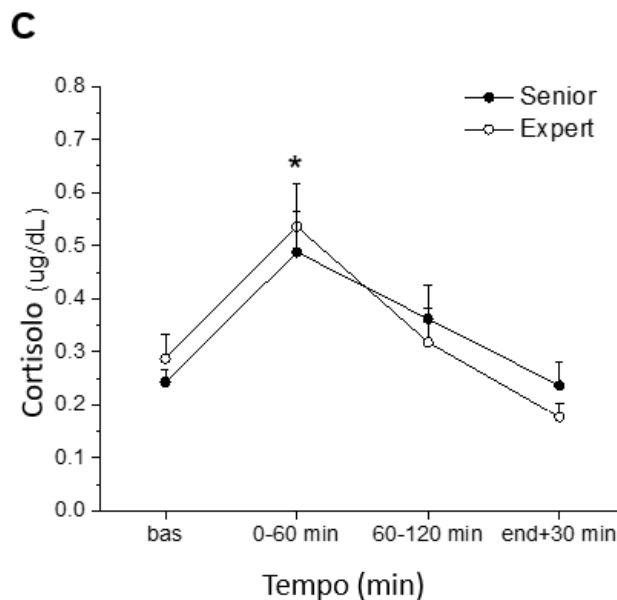 C
Senior
Expert
*
Cortisolo (ug/dL)
0.8
0.7
0.6
0.5
0.4
0.3
0.2
0.1
0.0
bas 0-60 min 60-120 min end+30 min
Tempo (min)